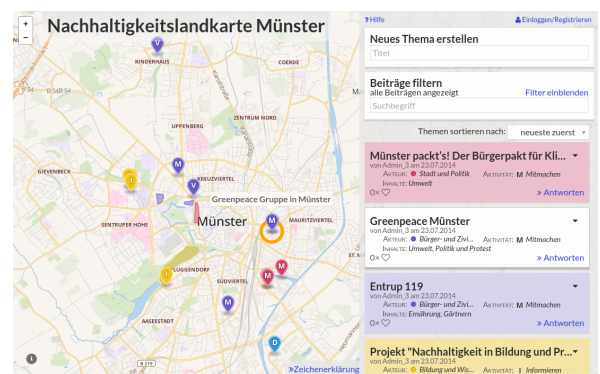 Nachhaltigkeitslandkarte Münster
+
−
KINDERHAUS
COERDE
B 54
B 54
B 54
Kanalstraße
ZENTRUM NORD
UPPENBERG
GIEVENBECK
KREUZVIERTEL
Greenpeace Gruppe in Münster
SENTRUPER HÖHE
Münster
MAURITZVIERTEL
PLUGGENDORF
SÜDVIERTEL
AASEESTADT
B 219
V
M
V
M
I
I
M
M
M
D
i
»Zeichenerklärung
? Hilfe
Einloggen/Registrieren
Neues Thema erstellen
Titel
Beiträge filtern
alle Beiträgen angezeigt
Filter einblenden
Suchbegriff
Themen sortieren nach: neueste zuerst
Münster packt's! Der Bürgerpakt für Kli...
von Admin_3 am 23.07.2014
AKTEUR: Stadt und Politik AKTIVITÄT: M Mitmachen
INHALTE: Umwelt
0×
» Antworten
Greenpeace Münster
von Admin_3 am 23.07.2014
AKTEUR: Bürger- und Zivi... AKTIVITÄT: M Mitmachen
INHALTE: Umwelt, Politik und Protest
0×
» Antworten
Entrup 119
von Admin_3 am 23.07.2014
AKTEUR: Bürger- und Zivi... AKTIVITÄT: M Mitmachen
INHALTE: Ernährung, Gärtnern
0×
» Antworten
Projekt "Nachhaltigkeit in Bildung und Pr...
von Admin_3 am 23.07.2014
AKTEUR: Bildung und Wis... AKTIVITÄT: I Informieren